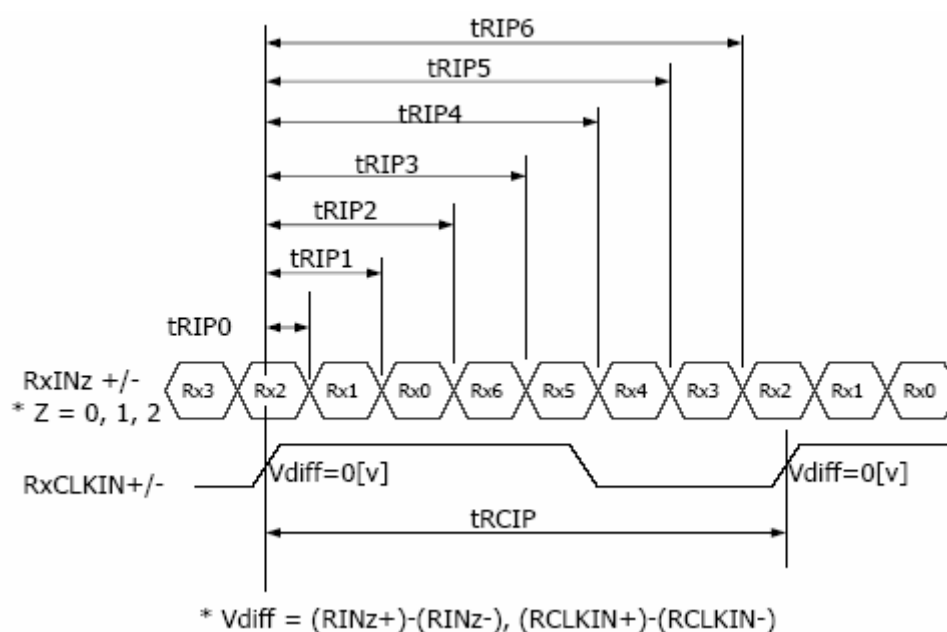 tRIP6
tRIP5
tRIP4
tRIP3
tRIP2
tRIP1
tRIP0
RxINz +/-
* Z = 0, 1, 2
Rx3 Rx2 Rx1 Rx0 Rx6 Rx5 Rx4 Rx3 Rx2 Rx1 Rx0
RxCLKIN+/-
Vdiff=0[v] Vdiff=0[v]
tRCIP
* Vdiff = (RINz+)-(RINz-), (RCLKIN+)-(RCLKIN-)